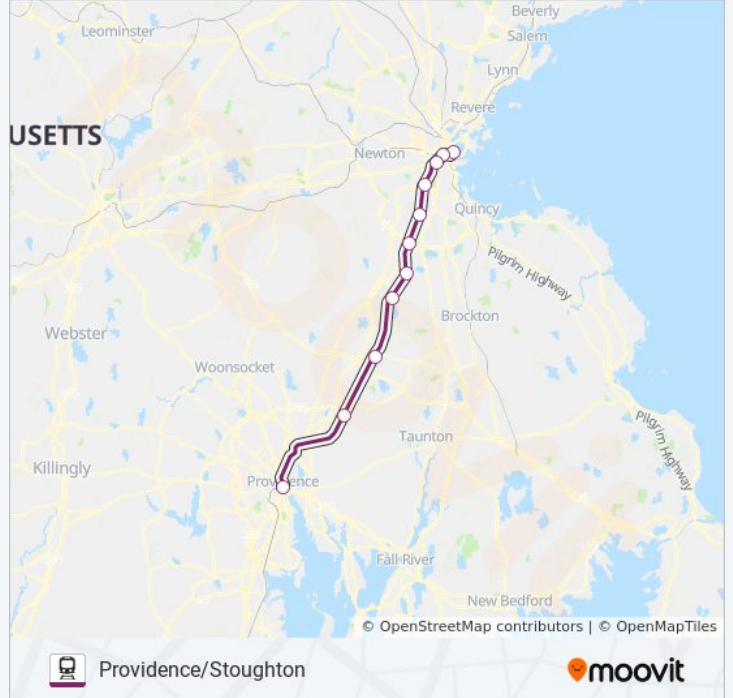 Beverly
Leominster
Salem
Lynn
Revere
USETTS
Newton
Quincy
Pilgrim Highway
Brockton
Webster
Woonsocket
Pilgrim Highway
Taunton
Killingly
Providence
Fall River
New Bedford
© OpenStreetMap contributors | © OpenMapTiles
Providence/Stoughton
moovit